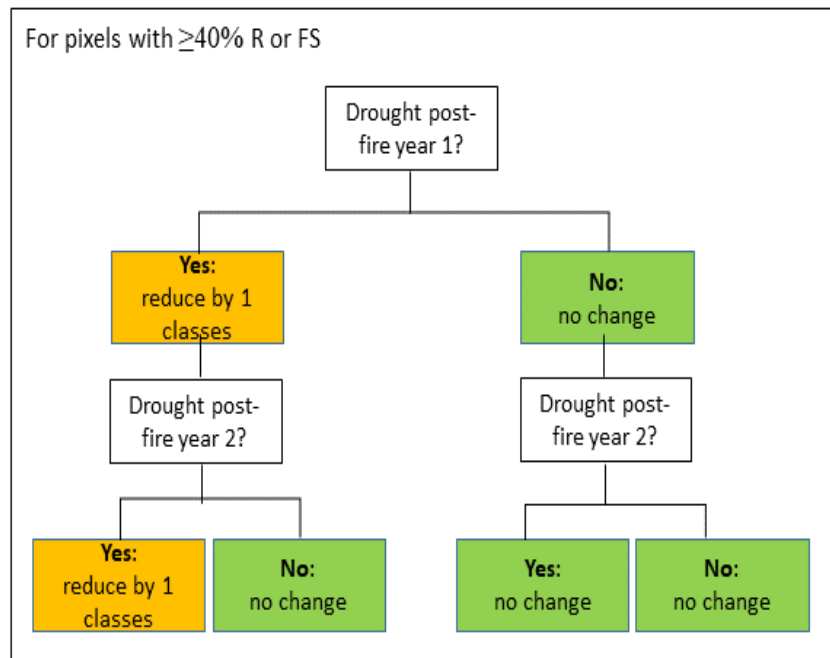 For pixels with ≥40% R or FS
Drought post-
fire year 1?
Yes:
reduce by 1
classes
No:
no change
Drought post-
fire year 2?
Drought post-
fire year 2?
Yes:
reduce by 1
classes
No:
no change
Yes:
no change
No:
no change